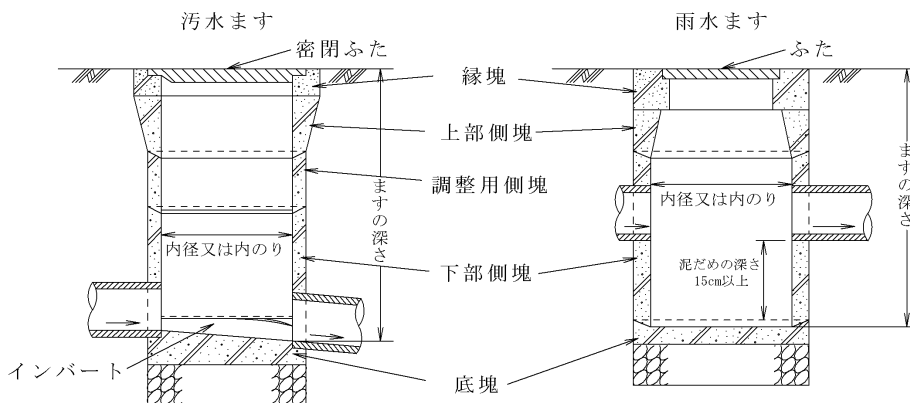 汚水ます
雨水ます
密閉ふた
ふた
縁塊
上部側塊
調整用側塊
ますの深さ
ますの深さ
内径又は内のり
内径又は内のり
下部側塊
泥だめの深さ
15cm以上
インバート
底塊